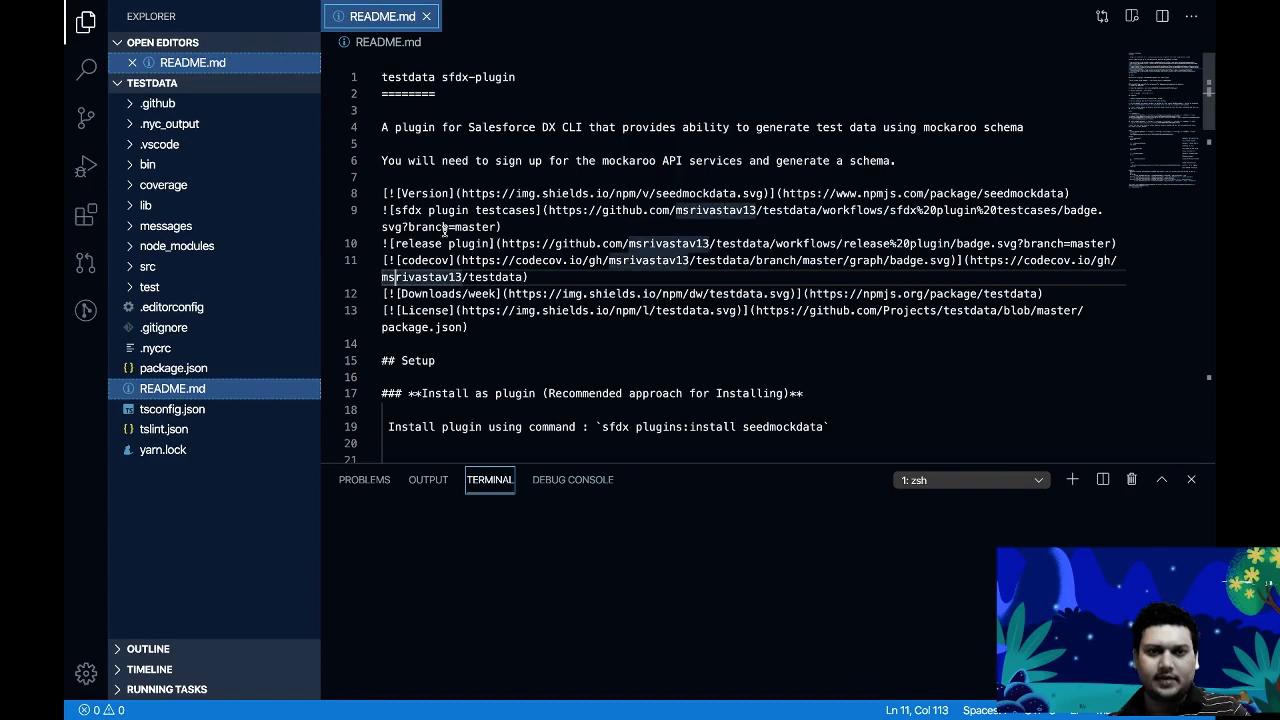 EXPLORER
OPEN EDITORS
README.md
TESTDATA
.github
.nyc_output
.vscode
bin
coverage
lib
messages
node_modules
src
test
.editorconfig
.gitignore
.nycrc
package.json
README.md
tsconfig.json
tslint.json
yarn.lock
OUTLINE
TIMELINE
RUNNING TASKS
README.md
README.md
1 testdata sfdx-plugin
2 ========
3
4 A plugin for Salesforce Client that provides ability to generate test data from mockaroo schema
5
6 You will need to sign up for the mockaroo API services and generate a schema.
7
8 [![Version](https://img.shields.io/npm/v/seedmockdata.svg)](https://www.npmjs.com/package/seedmockdata)
9 ![sfdx plugin testcases](https://github.com/msrivastav13/testdata/workflows/sfdx%20plugin%20testcases/badge.
svg?branch=master)
10 ![release plugin](https://github.com/msrivastav13/testdata/workflows/release%20plugin/badge.svg?branch=master)
11 [![codecov](https://codecov.io/gh/msrivastav13/testdata/branch/master/graph/badge.svg)](https://codecov.io/gh/
msrivastav13/testdata)
12 [![Downloads/week](https://img.shields.io/npm/dw/testdata.svg)](https://npmjs.org/package/testdata)
13 [![License](https://img.shields.io/npm/l/testdata.svg)](https://github.com/Projects/testdata/blob/master/
package.json)
14
15 ## Setup
16
17 ### **Install as plugin (Recommended approach for Installing)**
18
19 Install plugin using command : `sfdx plugins:install seedmockdata`
20
21
PROBLEMS OUTPUT TERMINAL DEBUG CONSOLE
1: zsh
0 0
Ln 11, Col 113